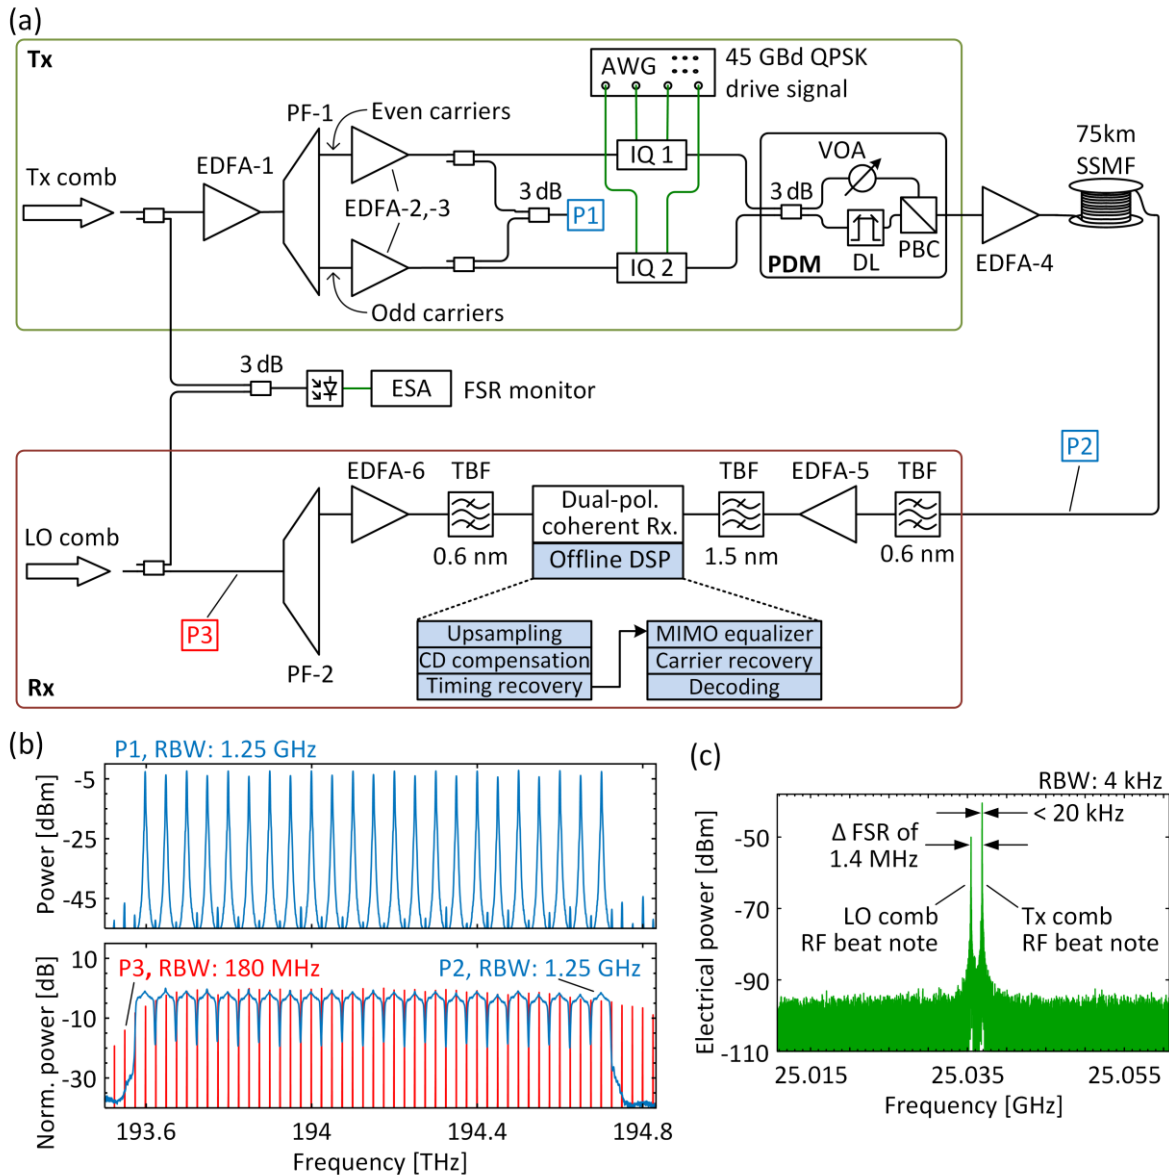 (a)
Tx
AWG
45 GBd QPSK
drive signal
PF-1
Even carriers
EDFA-1
Tx comb
EDFA-2,-3
3 dB
P1
IQ 1
IQ 2
Odd carriers
3 dB
VOA
DL
PBC
PDM
EDFA-4
75km
SSMF
3 dB
ESA
FSR monitor
P2
EDFA-6
TBF
0.6 nm
Dual-pol.
coherent Rx.
Offline DSP
TBF
1.5 nm
EDFA-5
TBF
0.6 nm
LO comb
P3
PF-2
Rx
Upsampling
CD compensation
Timing recovery
MIMO equalizer
Carrier recovery
Decoding
(b)
P1, RBW: 1.25 GHz
Power [dBm]
-5
-25
-45
P3, RBW: 180 MHz
P2, RBW: 1.25 GHz
Norm. power [dB]
10
-10
-30
193.6
194
194.4
194.8
Frequency [THz]
(c)
RBW: 4 kHz
< 20 kHz
Δ FSR of
1.4 MHz
LO comb
RF beat note
Tx comb
RF beat note
Electrical power [dBm]
-50
-70
-90
-110
25.015
25.035
25.055
Frequency [GHz]